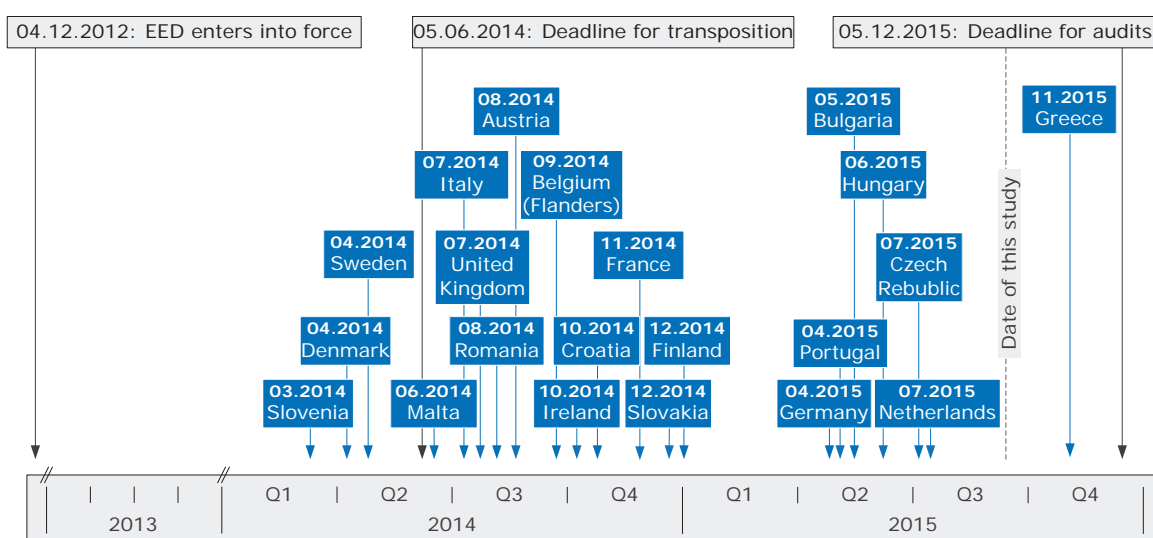 04.12.2012: EED enters into force
05.06.2014: Deadline for transposition
05.12.2015: Deadline for audits
08.2014
Austria
05.2015
Bulgaria
11.2015
Greece
07.2014
Italy
09.2014
Belgium
(Flanders)
06.2015
Hungary
04.2014
Sweden
07.2014
United
Kingdom
11.2014
France
07.2015
Czech
Rebublic
Date of this study
04.2014
Denmark
08.2014
Romania
10.2014
Croatia
12.2014
Finland
04.2015
Portugal
03.2014
Slovenia
06.2014
Malta
10.2014
Ireland
12.2014
Slovakia
04.2015
Germany
07.2015
Netherlands
Q1
Q2
Q3
Q4
Q1
Q2
Q3
Q4
2013
2014
2015